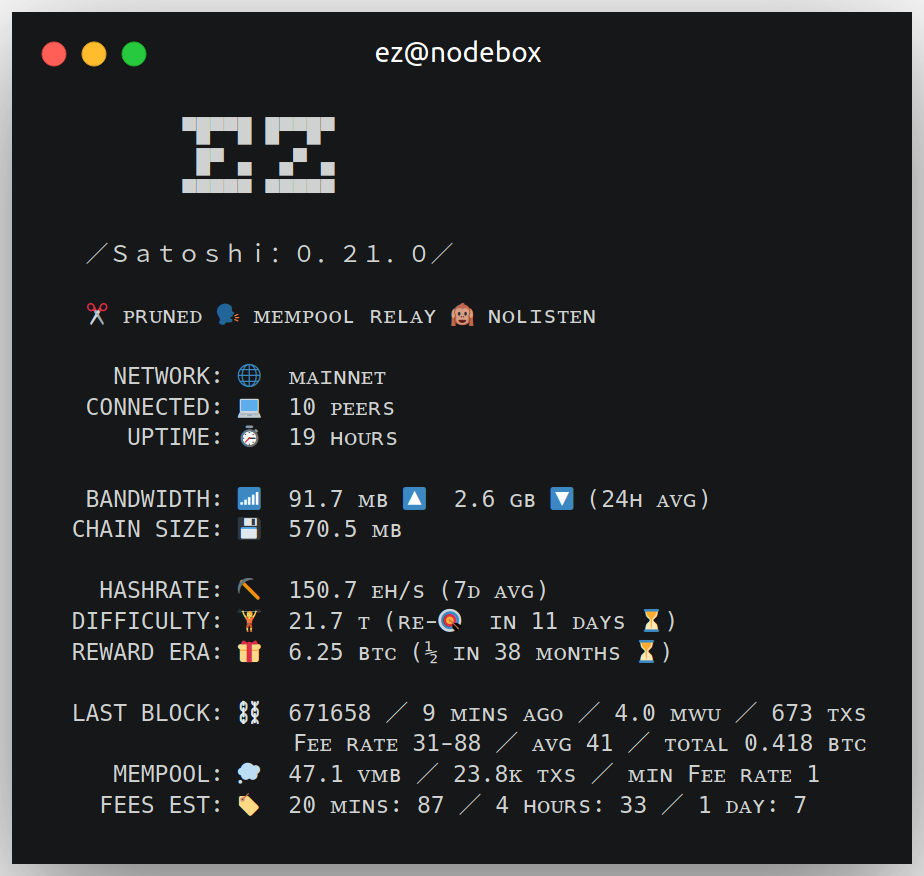 ez@nodebox
EZ
/Satoshi:0.21.0/
✂️ PRUNED 🗣️ MEMPOOL RELAY 🙉 NOLISTEN
NETWORK: 🌐 MAINNET
CONNECTED: 💻 10 PEERS
UPTIME: ⏱️ 19 HOURS
BANDWIDTH: 📶 91.7 MB 🔼 2.6 GB 🔽 (24H AVG)
CHAIN SIZE: 💾 570.5 MB
HASHRATE: ⛏️ 150.7 EH/S (7D AVG)
DIFFICULTY: 🏋️ 21.7 T (RE-🎯 IN 11 DAYS ⏳)
REWARD ERA: 🎁 6.25 BTC (½ IN 38 MONTHS ⏳)
LAST BLOCK: ⛓️ 671658 / 9 MINS AGO / 4.0 MWU / 673 TXS
FEE RATE 31-88 / AVG 41 / TOTAL 0.418 BTC
MEMPOOL: 💭 47.1 VMB / 23.8K TXS / MIN FEE RATE 1
FEES EST: 🏷️ 20 MINS: 87 / 4 HOURS: 33 / 1 DAY: 7